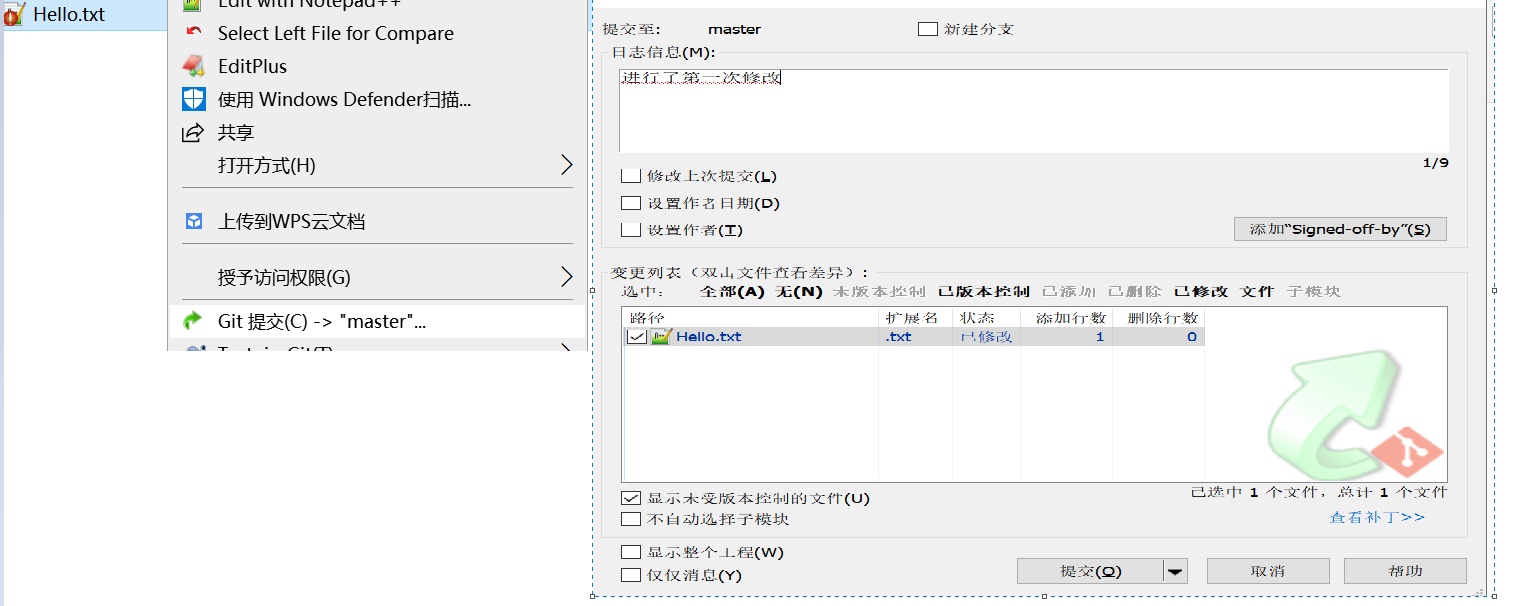 Hello.txt
Edit with Notepad++
Select Left File for Compare
EditPlus
使用 Windows Defender扫描...
共享
打开方式(H)
上传到WPS云文档
授予访问权限(G)
Git 提交(C) -> "master"...
TortoiseGit(T)
提交至: master 新建分支
日志信息(M):
进行了第一次修改
1/9
修改上次提交(L)
设置作者日期(D)
设置作者(T)
添加"Signed-off-by"(S)
变更列表（双击文件查看差异）:
选中: 全部(A) 无(N) 未版本控制 已版本控制 已添加 已删除 已修改 文件 子模块
路径 扩展名 状态 添加行数 删除行数
Hello.txt .txt 已修改 1 0
显示未受版本控制的文件(U)
已选中 1 个文件, 总计 1 个文件
不自动选择子模块
查看补丁>>
显示整个工程(W)
仅仅消息(Y)
提交(O) 取消 帮助